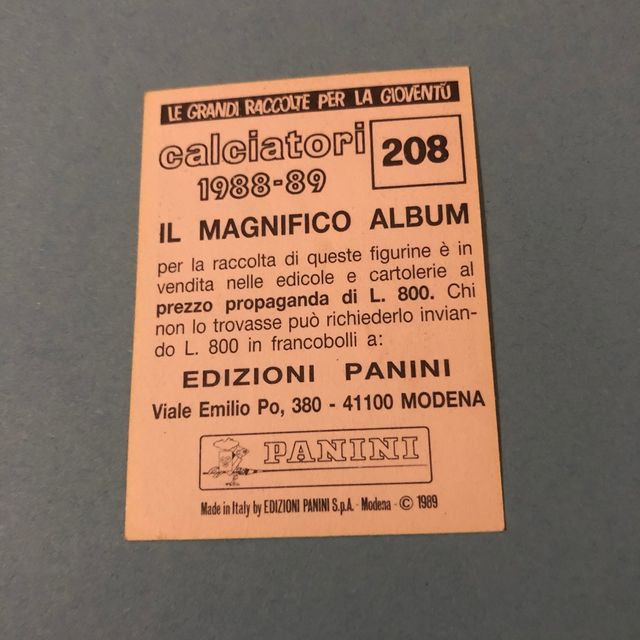 LE GRANDI RACCOLTE PER LA GIOVENTÙ
calciatori
1988-89
208
IL MAGNIFICO ALBUM
per la raccolta di queste figurine è in
vendita nelle edicole e cartolerie al
prezzo propaganda di L. 800. Chi
non lo trovasse può richiederlo invian-
do L. 800 in francobolli a:
EDIZIONI PANINI
Viale Emilio Po, 380 - 41100 MODENA
PANINI
Made in Italy by EDIZIONI PANINI S.p.A. - Modena - © 1989